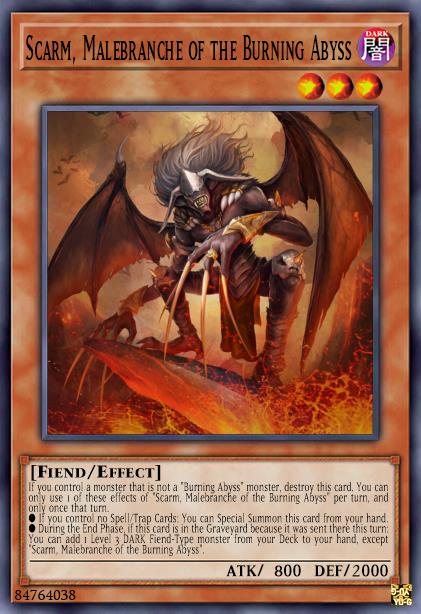 Scarm, Malebranche of the Burning Abyss
DARK
闇
[Fiend/Effect]
If you control a monster that is not a "Burning Abyss" monster, destroy this card. You can
only use 1 of these effects of "Scarm, Malebranche of the Burning Abyss" per turn, and
only once that turn.
● If you control no Spell/Trap Cards: You can Special Summon this card from your hand.
● During the End Phase, if this card is in the Graveyard because it was sent there this turn:
You can add 1 Level 3 DARK Fiend-Type monster from your Deck to your hand, except
"Scarm, Malebranche of the Burning Abyss".
ATK/ 800 DEF/2000
84764038